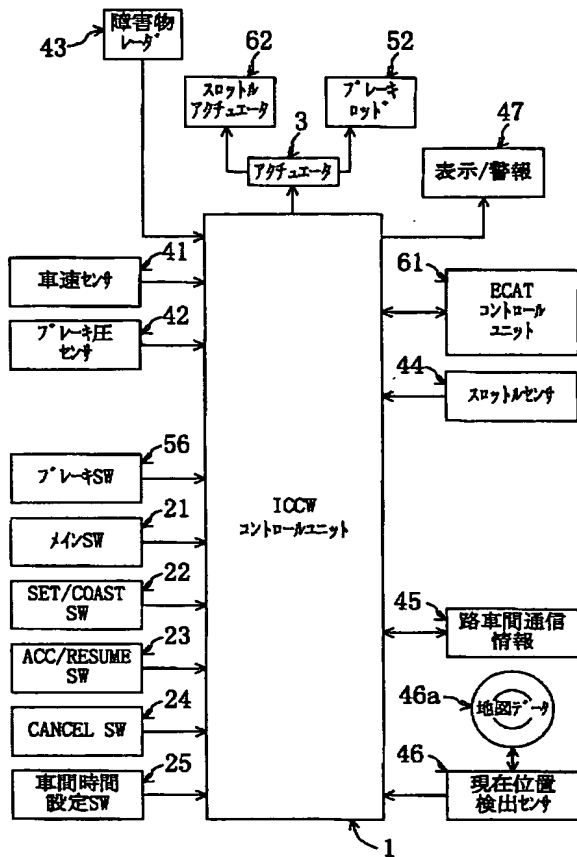 障害物
レーダ
43
62
スロットル
アクチュエータ
52
ブレーキ
ロッド
3
アクチュエータ
47
表示/警報
41
車速センサ
42
ブレーキ圧
センサ
61
ECAT
コントロール
ユニット
44
スロットルセンサ
56
ブレーキSW
21
メインSW
22
SET/COAST
SW
23
ACC/RESUME
SW
24
CANCEL SW
25
車間時間
設定SW
ICCW
コントロールユニット
45
路車間通信
情報
46a
地図データ
46
現在位置
検出センサ
1